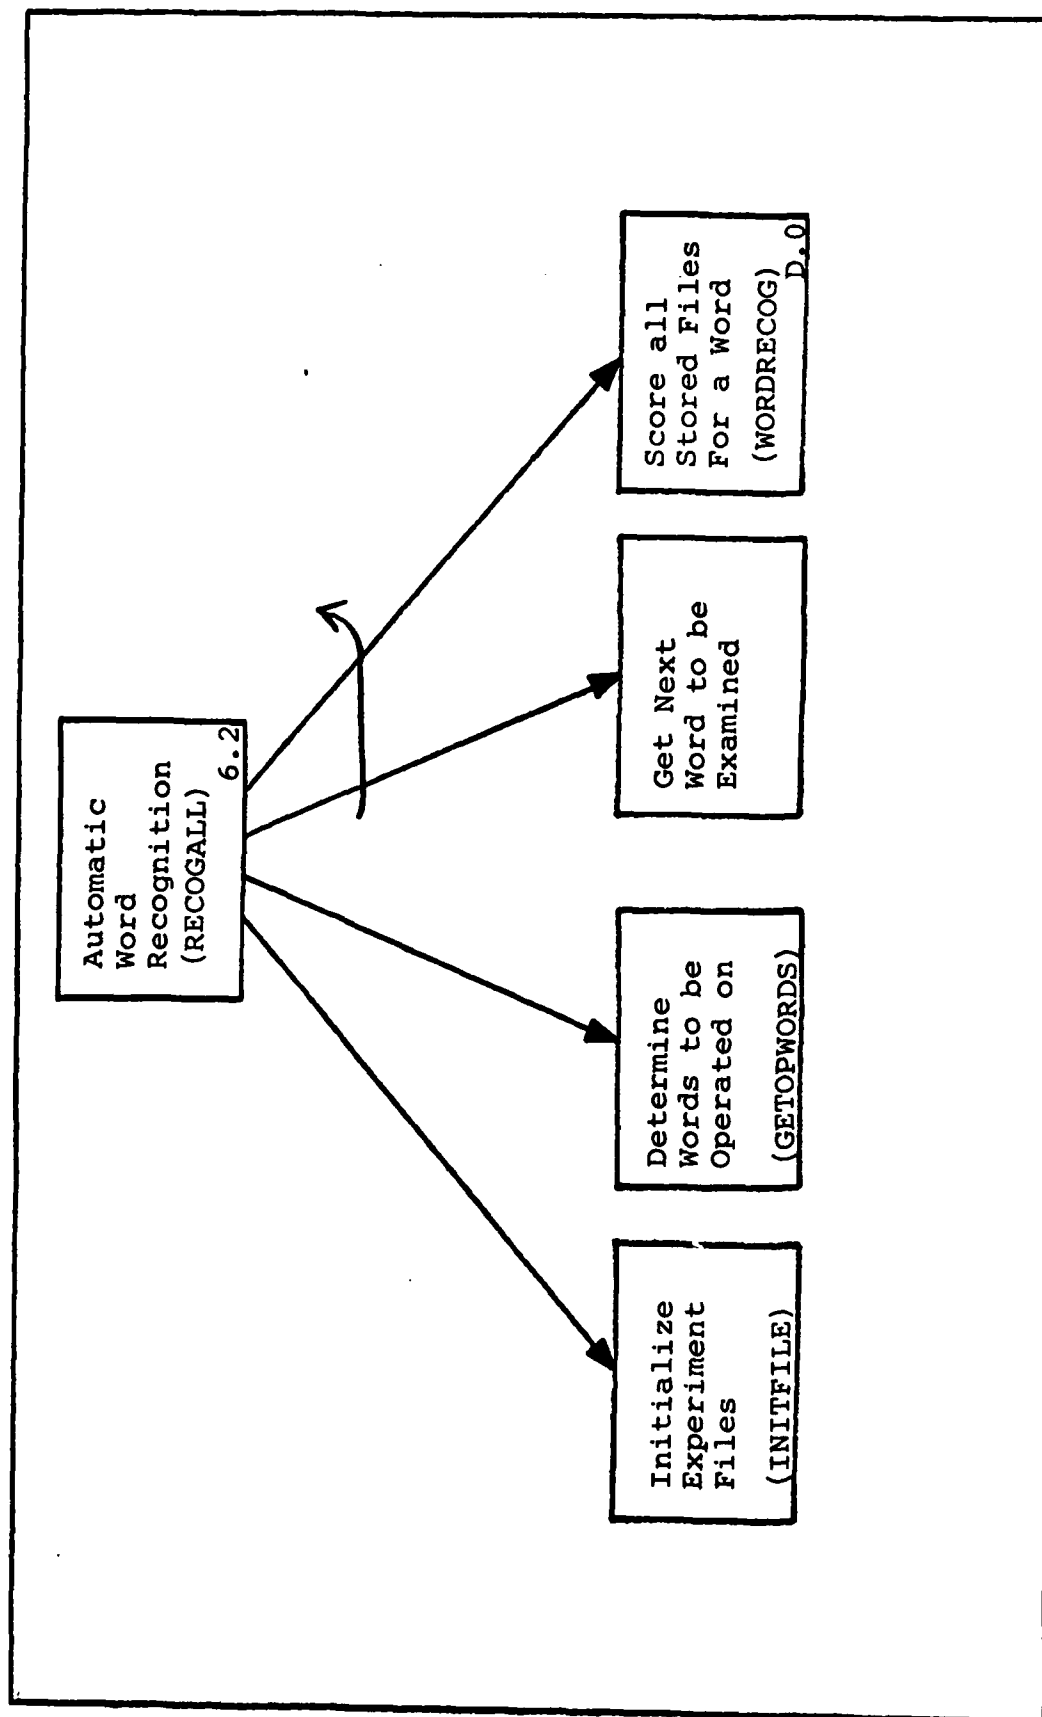 Automatic
Word
Recognition
(RECOGALL)
6.2
Initialize
Experiment
Files
(INITFILE)
Determine
Words to be
Operated on
(GETOPWORDS)
Get Next
Word to be
Examined
Score all
Stored Files
For a Word
(WORDRECOG)
D.0